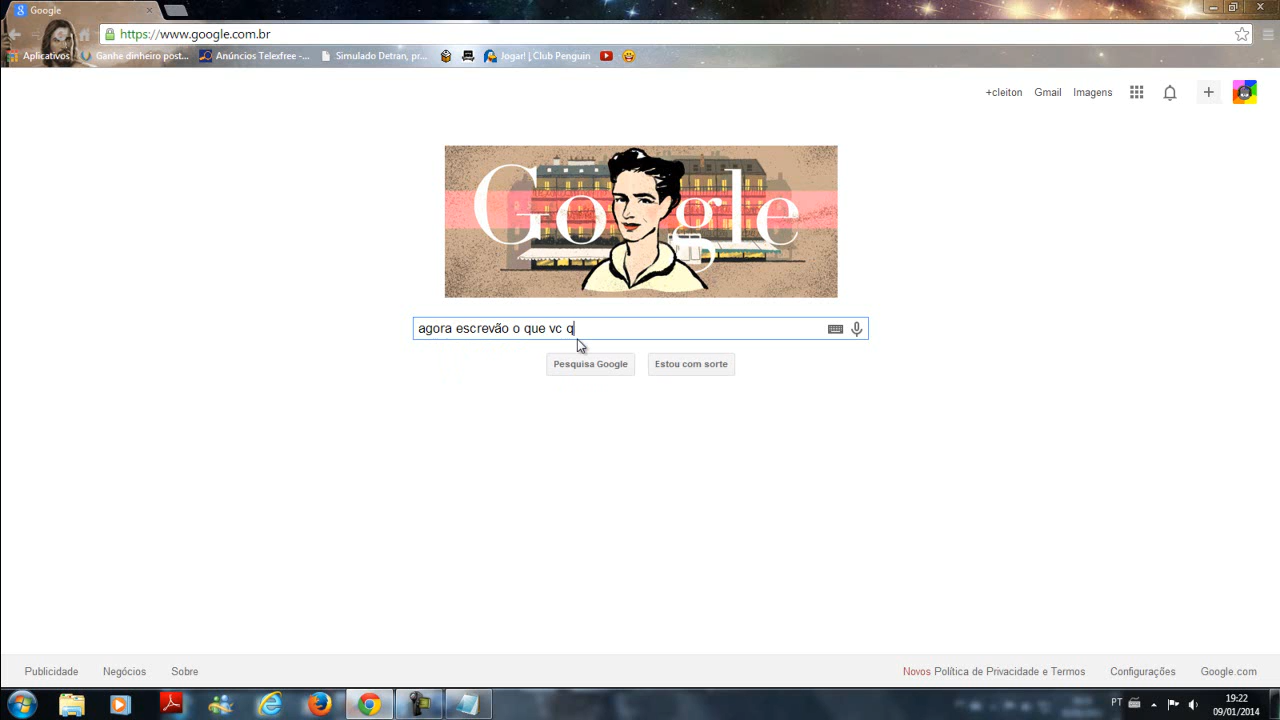 Google
https://www.google.com.br
Aplicativos Ganhe dinheiro post... Anúncios Telexfree -... Simulado Detran, pr... Jogar! | Club Penguin
+cleiton Gmail Imagens
Google
agora escrevão o que vc q
Pesquisa Google Estou com sorte
Publicidade Negócios Sobre Novos Política de Privacidade e Termos Configurações Google.com
PT 19:22
09/01/2014